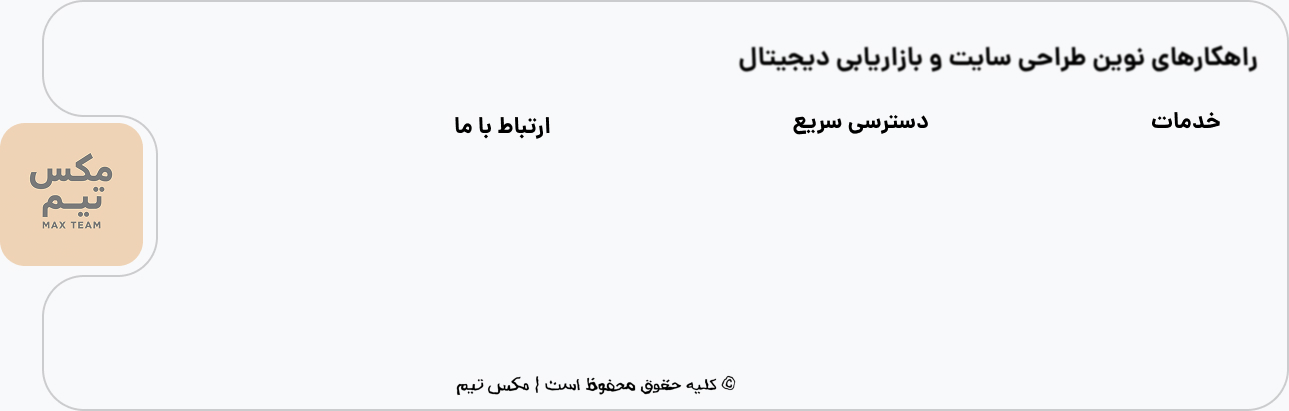 راهکارهای نوین طراحی سایت و بازاریابی دیجیتال
خدمات
دسترسی سریع
ارتباط با ما
مکس
تیم
MAX TEAM
© کلیه حقوق محفوظ است | مکس تیم